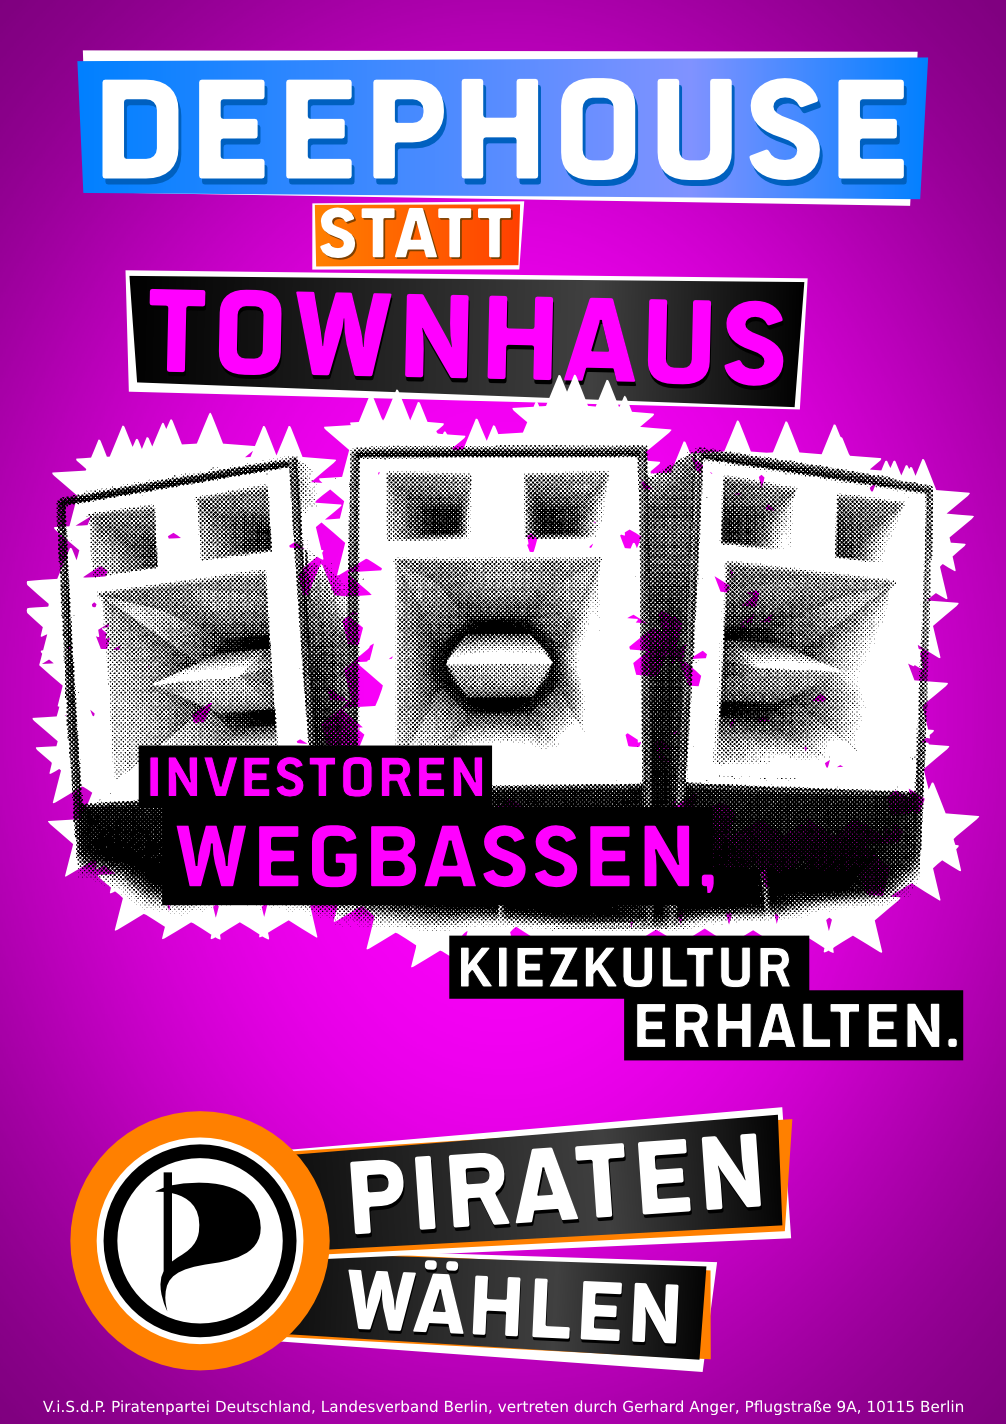 DEEPHOUSE
STATT
TOWNHAUS
INVESTOREN
WEGBASSEN,
KIEZKULTUR
ERHALTEN.
PIRATEN
WÄHLEN
V.i.S.d.P. Piratenpartei Deutschland, Landesverband Berlin, vertreten durch Gerhard Anger, Pflugstraße 9A, 10115 Berlin